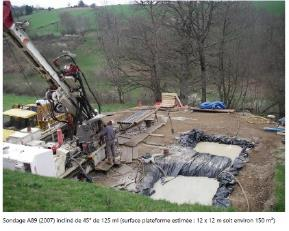 Sondage A89 (2007) incliné de 45° de 125 ml (surface plateforme estimée : 12 x 12 m soit environ 150 m²)